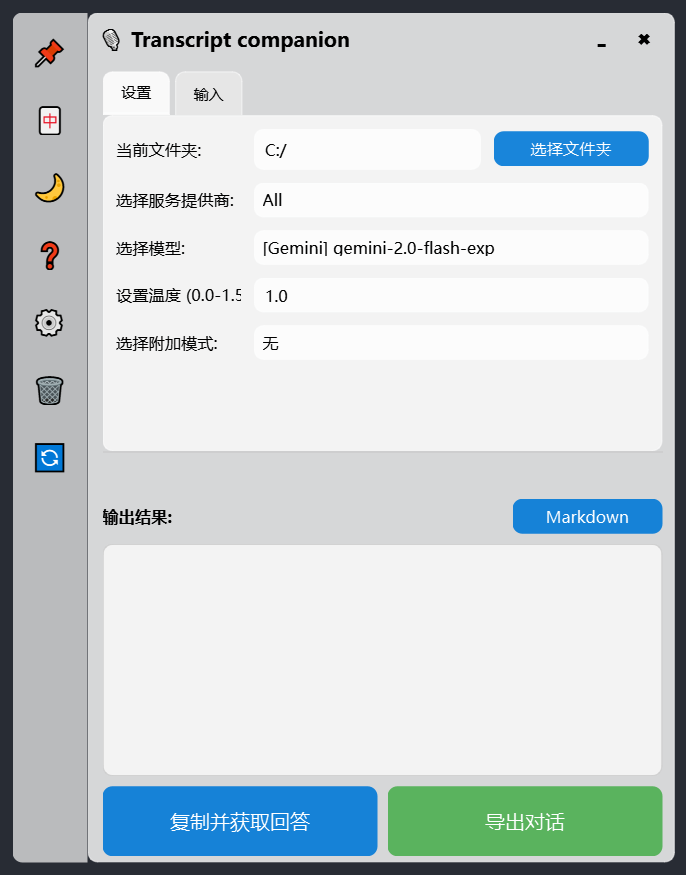 Transcript companion
设置
输入
中
当前文件夹:
C:/
选择文件夹
选择服务提供商:
All
选择模型:
[Gemini] gemini-2.0-flash-exp
设置温度 (0.0-1.5
1.0
选择附加模式:
无
输出结果:
Markdown
复制并获取回答
导出对话